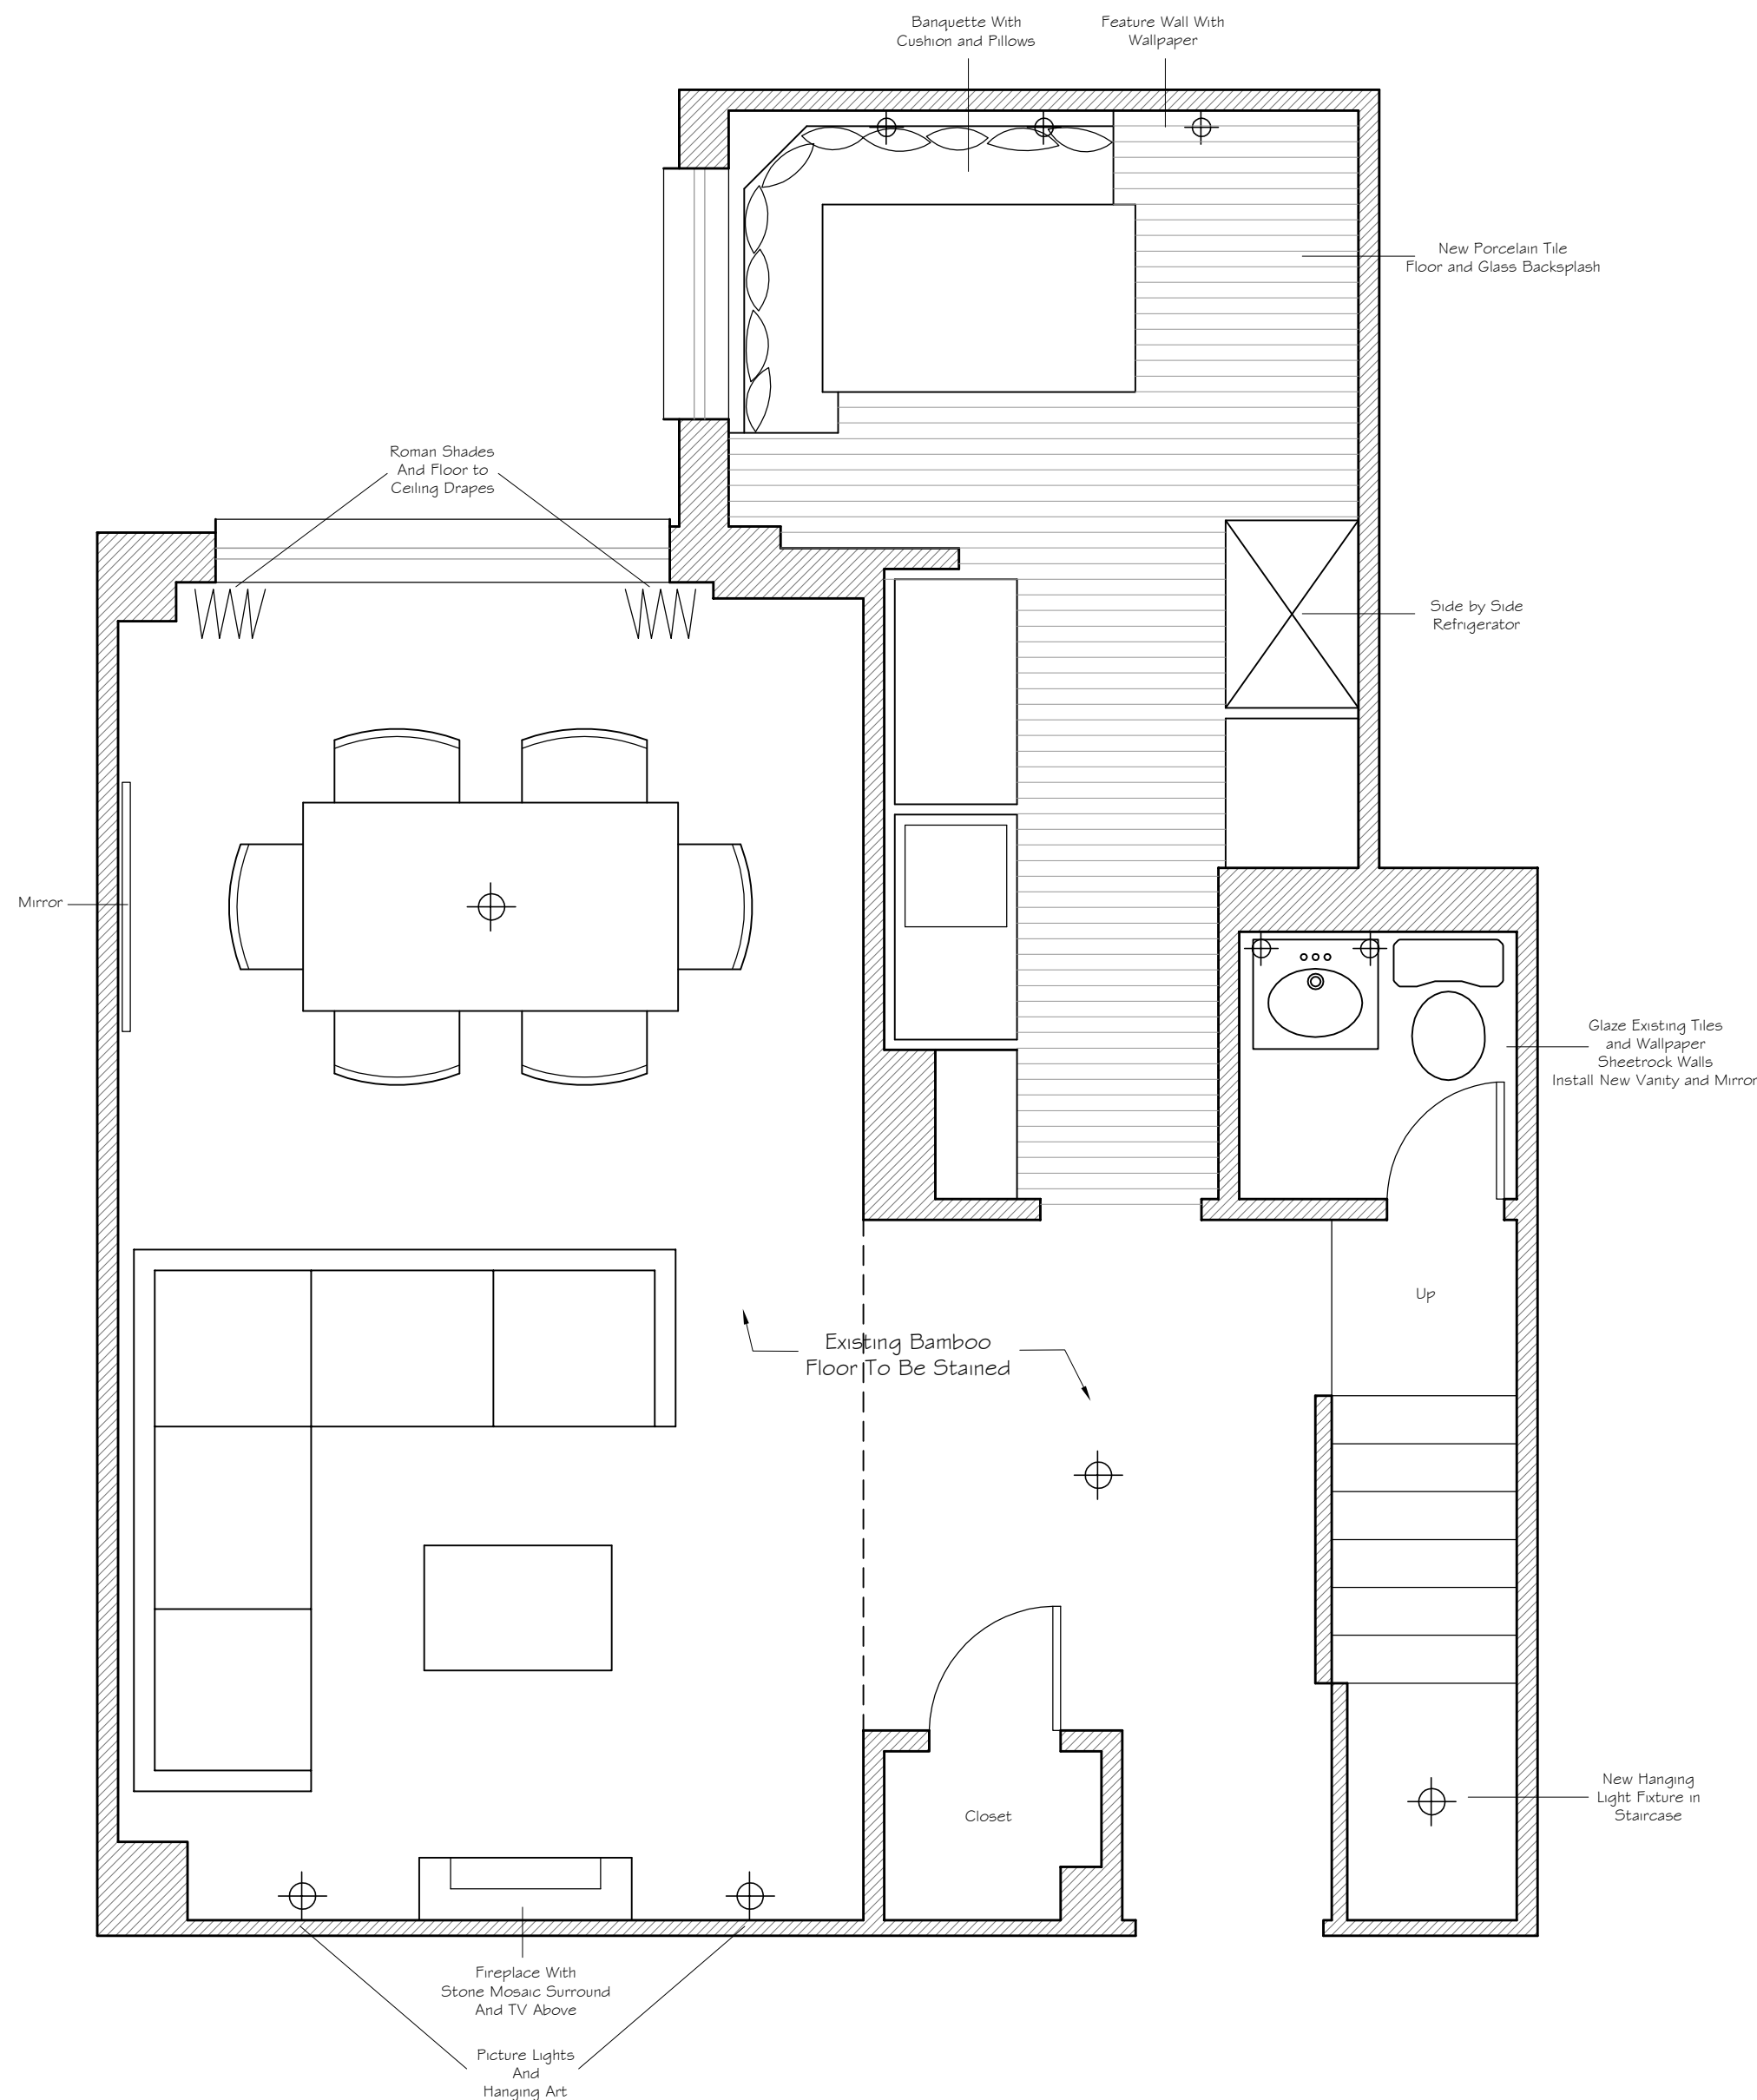 Banquette With
Cushion and Pillows
Feature Wall With
Wallpaper
New Porcelain Tile
Floor and Glass Backsplash
Roman Shades
And Floor to
Ceiling Drapes
Side by Side
Refrigerator
Mirror
Glaze Existing Tiles
and Wallpaper
Sheetrock Walls
Install New Vanity and Mirror
Up
Existing Bamboo
Floor To Be Stained
Closet
New Hanging
Light Fixture in
Staircase
Fireplace With
Stone Mosaic Surround
And TV Above
Picture Lights
And
Hanging Art